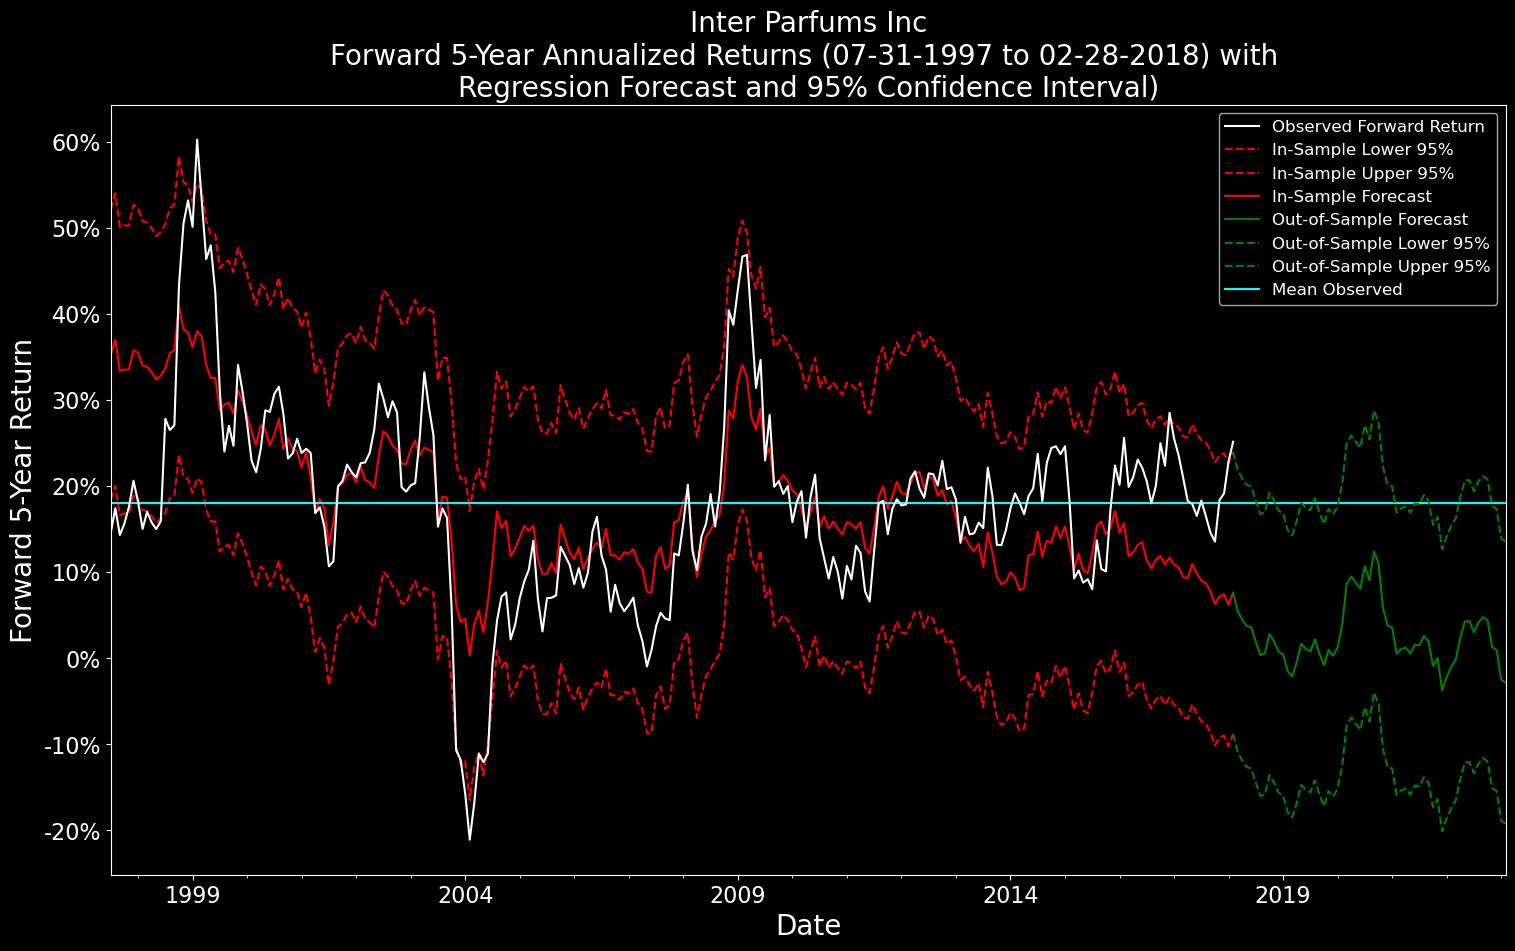 Inter Parfums Inc
Forward 5-Year Annualized Returns (07-31-1997 to 02-28-2018) with
Regression Forecast and 95% Confidence Interval)
Observed Forward Return
In-Sample Lower 95%
In-Sample Upper 95%
In-Sample Forecast
Out-of-Sample Forecast
Out-of-Sample Lower 95%
Out-of-Sample Upper 95%
Mean Observed
Forward 5-Year Return
60%
50%
40%
30%
20%
10%
0%
-10%
-20%
1999 2004 2009 2014 2019
Date